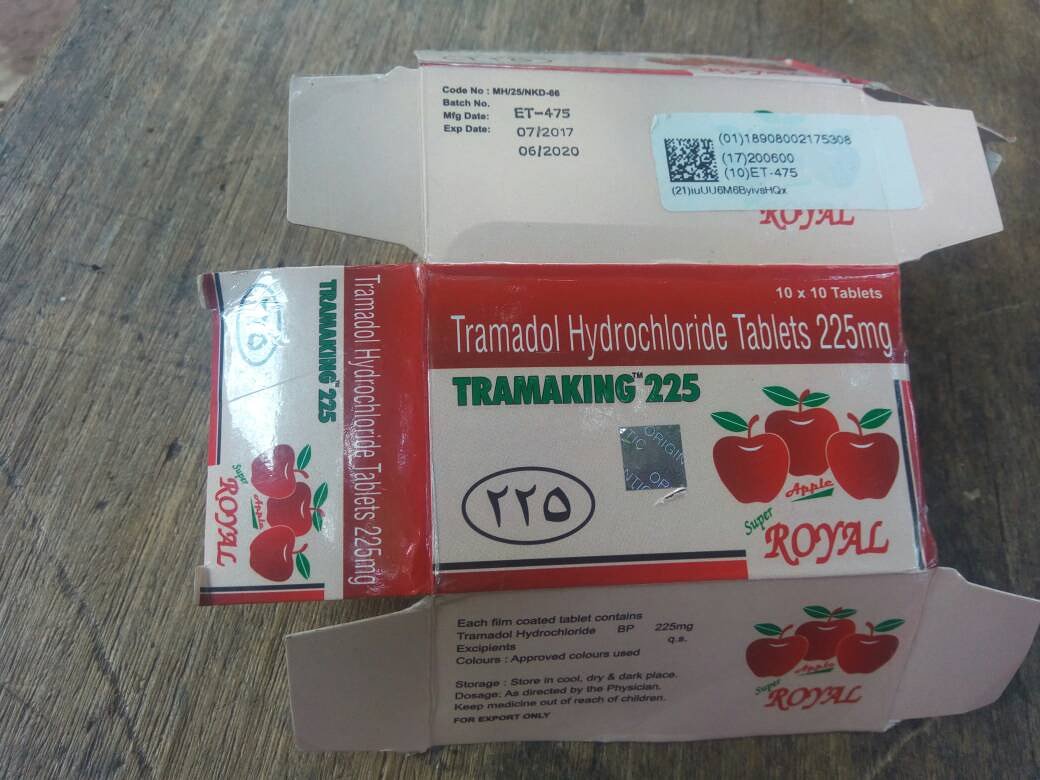 Code No : MH/25/NKD-66
Batch No.
Mfg Date: ET-475
Exp Date: 07/2017
06/2020
(01)18908002175308
(17)200600
(10)ET-475
ROYAL
10 x 10 Tablets
Tramadol Hydrochloride Tablets 225mg
TRAMAKING™ 225
ORIGIN
٢٢٥
Apple
Super
ROYAL
Tramadol Hydrochloride Tablets 225mg
TRAMAKING™ 225
٢٢٥
Apple
Super
ROYAL
Each film coated tablet contains
Tramadol Hydrochloride BP 225mg
Excipients q.s.
Colours : Approved colours used
Storage : Store in cool, dry & dark place.
Dosage: As directed by the Physician.
Keep medicine out of reach of children.
FOR EXPORT ONLY
Apple
Super
ROYAL